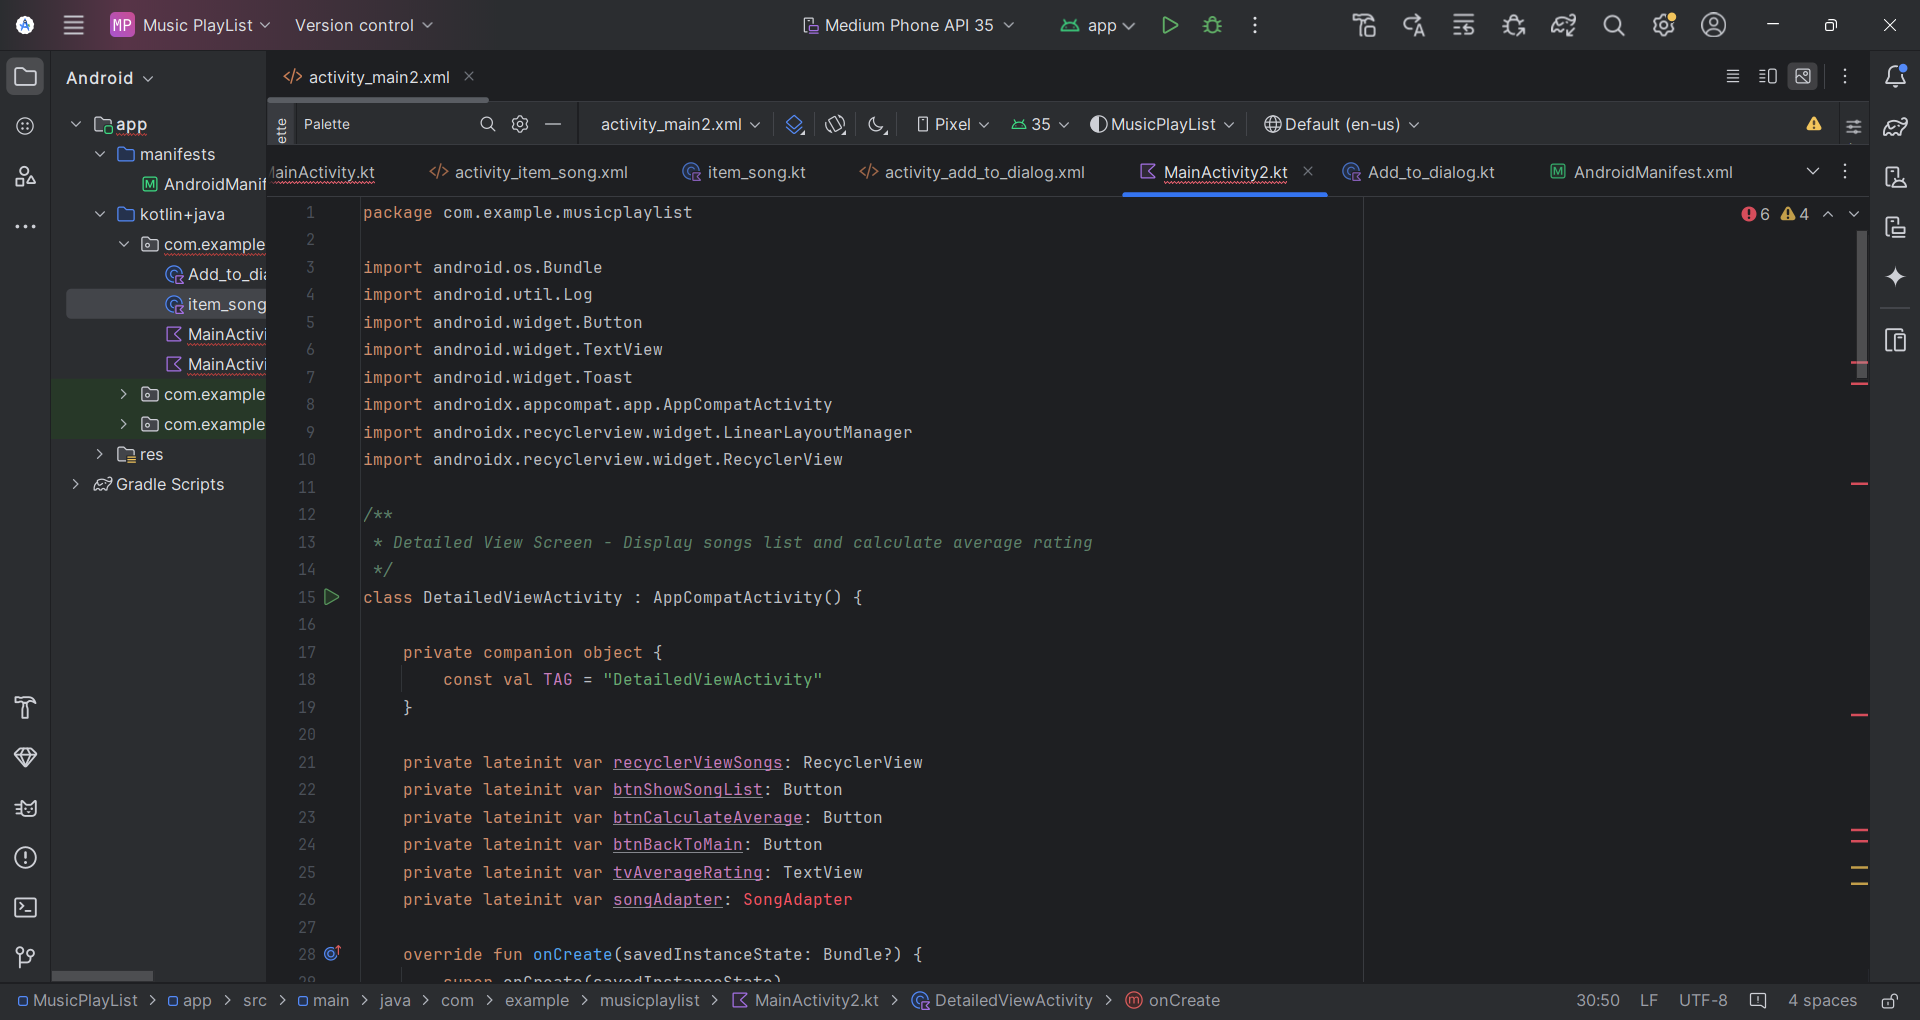 MP Music PlayList Version control Medium Phone API 35 app
Android activity_main2.xml
Palette activity_main2.xml Pixel 35 MusicPlayList Default (en-us)
MainActivity.kt activity_item_song.xml item_song.kt activity_add_to_dialog.xml MainActivity2.kt Add_to_dialog.kt AndroidManifest.xml
app
manifests
AndroidManif
kotlin+java
com.example
Add_to_dia
item_song
MainActivi
MainActivi
com.example
com.example
res
Gradle Scripts
6 4
1 package com.example.musicplaylist
2
3 import android.os.Bundle
4 import android.util.Log
5 import android.widget.Button
6 import android.widget.TextView
7 import android.widget.Toast
8 import androidx.appcompat.app.AppCompatActivity
9 import androidx.recyclerview.widget.LinearLayoutManager
10 import androidx.recyclerview.widget.RecyclerView
11
12 /**
13 * Detailed View Screen - Display songs list and calculate average rating
14 */
15 class DetailedViewActivity : AppCompatActivity() {
16
17 private companion object {
18 const val TAG = "DetailedViewActivity"
19 }
20
21 private lateinit var recyclerViewSongs: RecyclerView
22 private lateinit var btnShowSongList: Button
23 private lateinit var btnCalculateAverage: Button
24 private lateinit var btnBackToMain: Button
25 private lateinit var tvAverageRating: TextView
26 private lateinit var songAdapter: SongAdapter
27
28 override fun onCreate(savedInstanceState: Bundle?) {
29 super.onCreate(savedInstanceState)
MusicPlayList > app > src > main > java > com > example > musicplaylist > MainActivity2.kt > DetailedViewActivity > onCreate 30:50 LF UTF-8 4 spaces